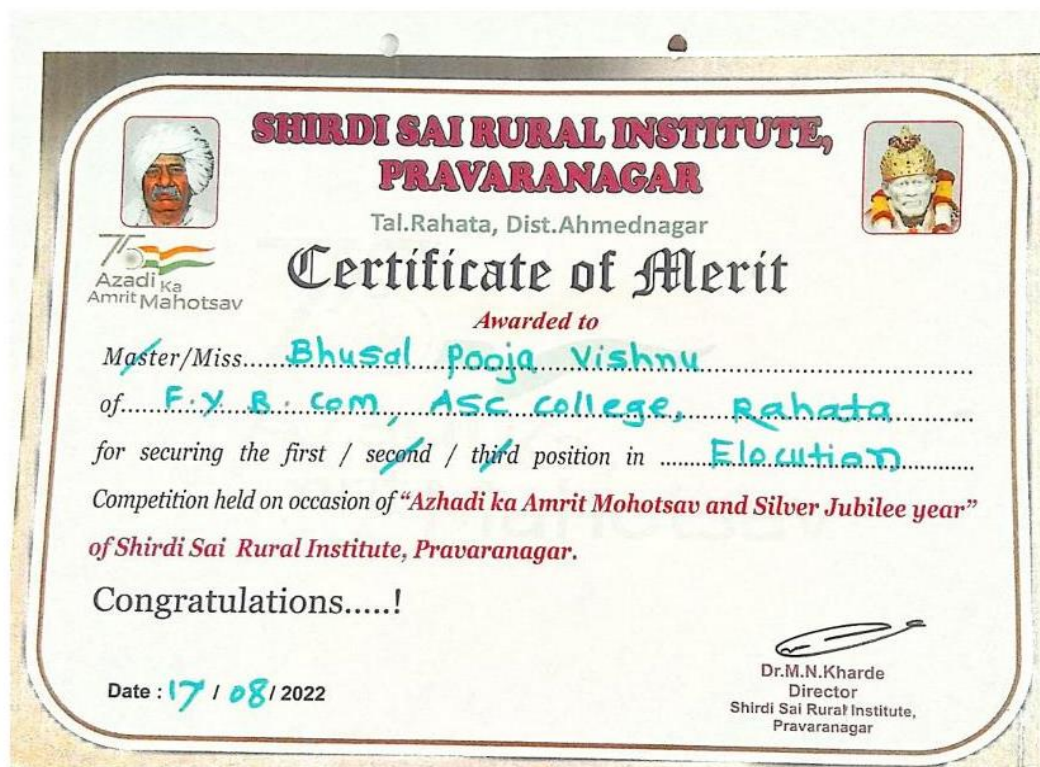 SHIRDI SAI RURAL INSTITUTE,
PRAVARANAGAR
Tal.Rahata, Dist.Ahmednagar
75
Azadi Ka
Amrit Mahotsav
Certificate of Merit
Awarded to
Master/Miss....Bhusal Pooja Vishnu
of....F.Y.B.Com, ASC College, Rahata
for securing the first / second / third position in ....Elocution
Competition held on occasion of “Azhadi ka Amrit Mohotsav and Silver Jubilee year”
of Shirdi Sai Rural Institute, Pravaranagar.
Congratulations.....!
Date : 17 / 08 / 2022
Dr.M.N.Kharde
Director
Shirdi Sai Rural Institute,
Pravaranagar